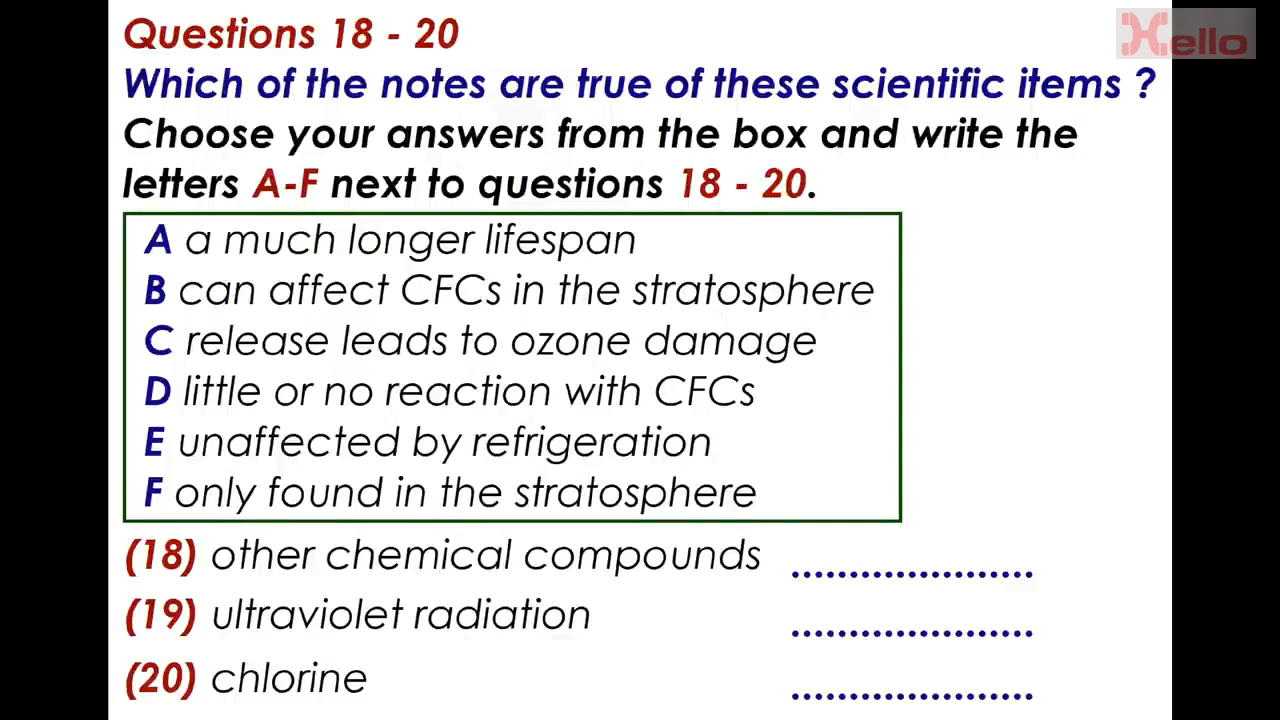 Questions 18 - 20
Which of the notes are true of these scientific items ?
Choose your answers from the box and write the
letters A-F next to questions 18 - 20.
A a much longer lifespan
B can affect CFCs in the stratosphere
C release leads to ozone damage
D little or no reaction with CFCs
E unaffected by refrigeration
F only found in the stratosphere
(18) other chemical compounds .....................
(19) ultraviolet radiation .....................
(20) chlorine .....................
Xello